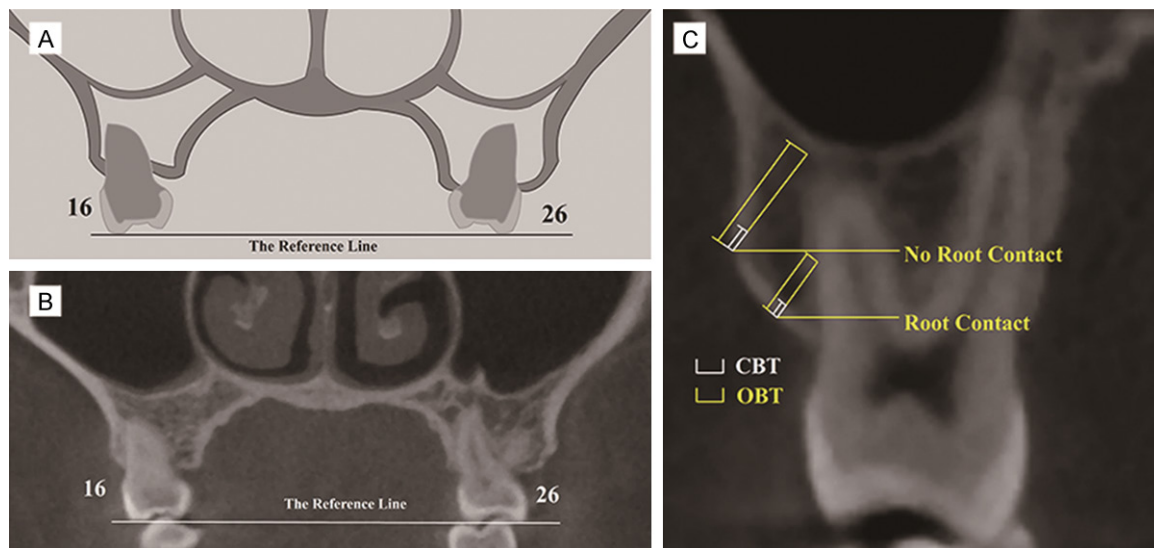 A
16
26
The Reference Line
B
16
The Reference Line
26
C
No Root Contact
Root Contact
CBT
OBT